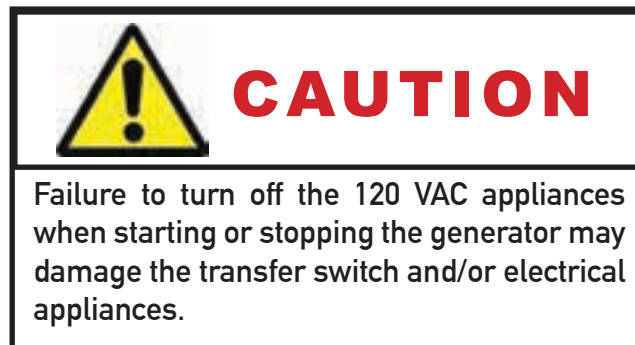 CAUTION
Failure to turn off the 120 VAC appliances
when starting or stopping the generator may
damage the transfer switch and/or electrical
appliances.